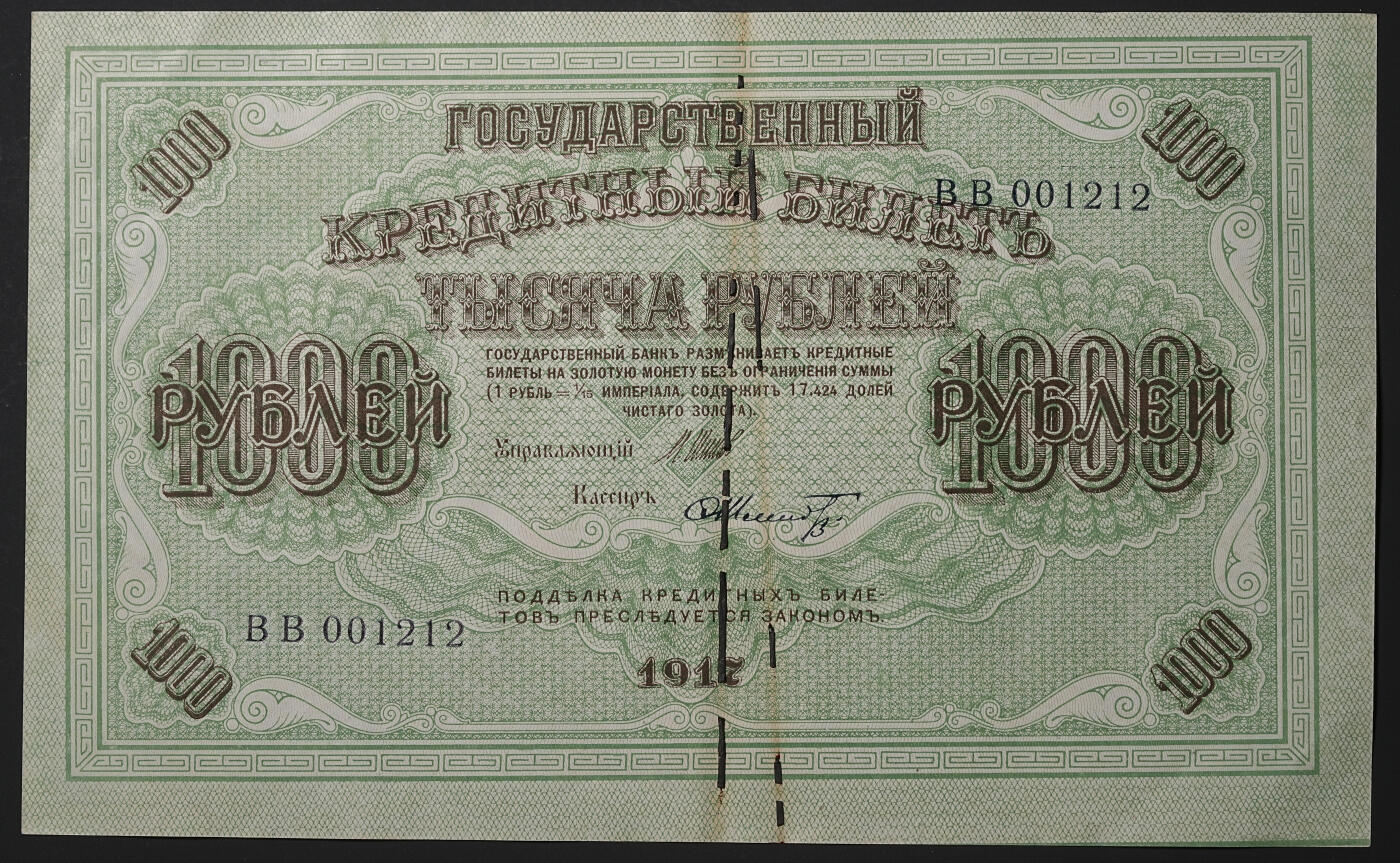 1000
1000
ГОСУДАРСТВЕННЫЙ
КРЕДИТНЫЙ БИЛЕТЪ
ВВ 001212
ТЫСЯЧА РУБЛЕЙ
1000
РУБЛЕЙ
1000
РУБЛЕЙ
ГОСУДАРСТВЕННЫЙ БАНКЪ РАЗМѢНИВАЕТЪ КРЕДИТНЫЕ
БИЛЕТЫ НА ЗОЛОТУЮ МОНЕТУ БЕЗЪ ОГРАНИЧЕНІЯ СУММЫ
(1 РУБЛЬ = 1/15 ИМПЕРІАЛА, СОДЕРЖИТЪ 17.424 ДОЛЕЙ
ЧИСТАГО ЗОЛОТА).
Управляющій
Кассиръ
ПОДДѢЛКА КРЕДИТНЫХЪ БИЛЕ-
ТОВЪ ПРЕСЛѢДУЕТСЯ ЗАКОНОМЪ.
ВВ 001212
1917
1000
1000